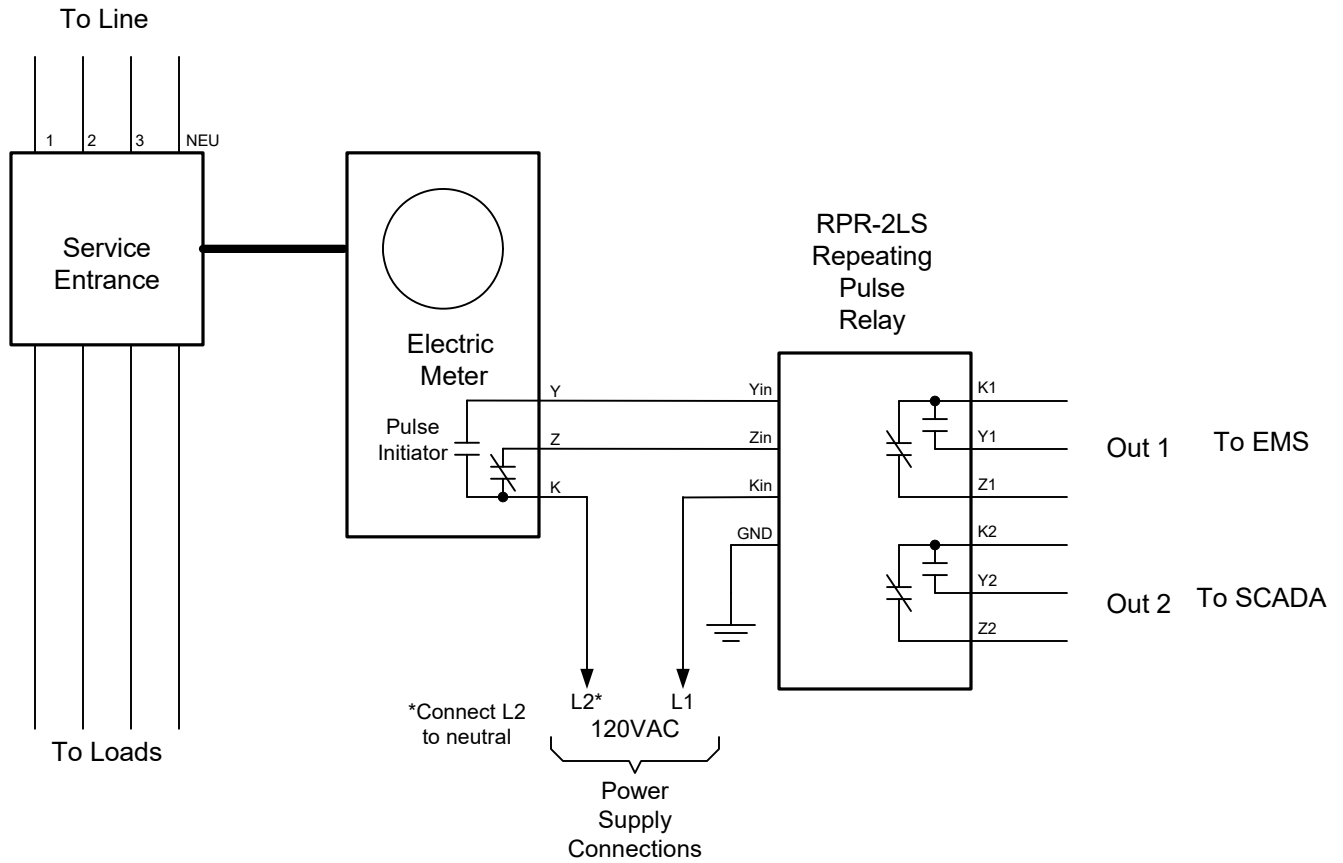 To Line
1
2
3
NEU
Service
Entrance
To Loads
Electric
Meter
Pulse
Initiator
Y
Z
K
RPR-2LS
Repeating
Pulse
Relay
Yin
Zin
Kin
GND
K1
Y1
Z1
Out 1
To EMS
K2
Y2
Z2
Out 2
To SCADA
*Connect L2
to neutral
L2*
L1
120VAC
Power
Supply
Connections